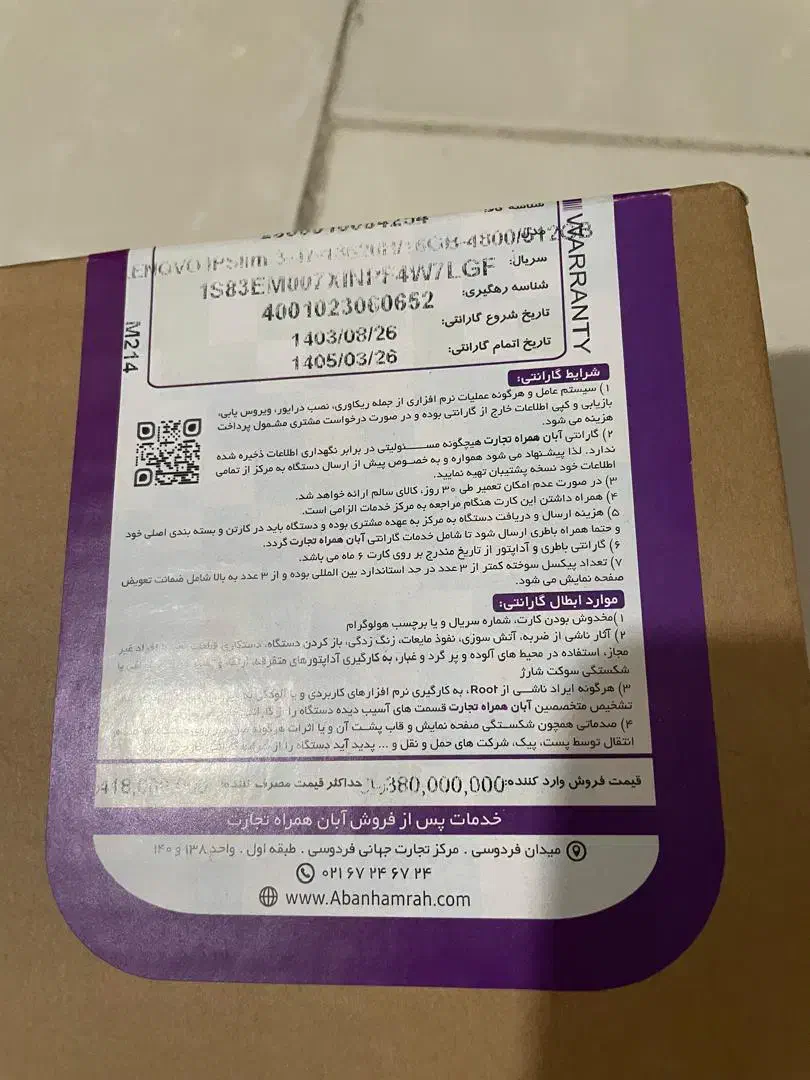 WARRANTY
M214
سریال:
شناسه رهگیری: 4001023060652
تاریخ شروع گارانتی: 1403/08/26
تاریخ اتمام گارانتی: 1405/03/26
شرایط گارانتی:
۱) سیستم عامل و هرگونه عملیات نرم افزاری از جمله ریکاوری، نصب درایور، ویروس یابی،
بازیابی و کپی اطلاعات خارج از گارانتی بوده و در صورت درخواست مشتری مشمول پرداخت
هزینه می شود.
۲) گارانتی آبان همراه تجارت هیچگونه مسئولیتی در برابر نگهداری اطلاعات ذخیره شده
ندارد. لذا پیشنهاد می شود همواره و به خصوص پیش از ارسال دستگاه به مرکز از تمامی
اطلاعات خود نسخه پشتیبان تهیه نمایید.
۳) در صورت عدم امکان تعمیر طی ۳۰ روز، کالای سالم ارائه خواهد شد.
۴) همراه داشتن این کارت هنگام مراجعه به مرکز خدمات الزامی است.
۵) هزینه ارسال و دریافت دستگاه به مرکز به عهده مشتری بوده و دستگاه باید در کارتن و بسته بندی اصلی خود
و حتما همراه باطری ارسال شود تا شامل خدمات گارانتی آبان همراه تجارت گردد.
۶) گارانتی باطری و آداپتور از تاریخ مندرج بر روی کارت ۶ ماه می باشد.
۷) تعداد پیکسل سوخته کمتر از ۳ عدد در حد استاندارد بین المللی بوده و از ۳ عدد به بالا شامل ضمانت تعویض
صفحه نمایش می شود.
موارد ابطال گارانتی:
۱) مخدوش بودن کارت، شماره سریال و یا برچسب هولوگرام
۲) آثار ناشی از ضربه، آتش سوزی، نفوذ مایعات، زنگ زدگی، باز کردن دستگاه، دستکاری
مجاز، استفاده در محیط های آلوده و پر گرد و غبار، به کارگیری آداپتورهای متفرقه،
شکستگی سوکت شارژ
۳) هرگونه ایراد ناشی از Root، به کارگیری نرم افزارهای کاربردی و یا آلودگی
تشخیص متخصصین آبان همراه تجارت قسمت های آسیب دیده دستگاه را از
۴) صدماتی همچون شکستگی صفحه نمایش و قاب پشت آن و یا اثرات هرگونه
انتقال توسط پست، پیک، شرکت های حمل و نقل و ... پدید آید دستگاه را از
قیمت فروش وارد کننده: 380,000,000 حداکثر قیمت مصرف کننده:
خدمات پس از فروش آبان همراه تجارت
میدان فردوسی . مرکز تجارت جهانی فردوسی . طبقه اول . واحد ۱۳۸ و ۱۴۰
۰۲۱ ۶۷ ۲۴ ۶۷ ۲۴
www.Abanhamrah.com